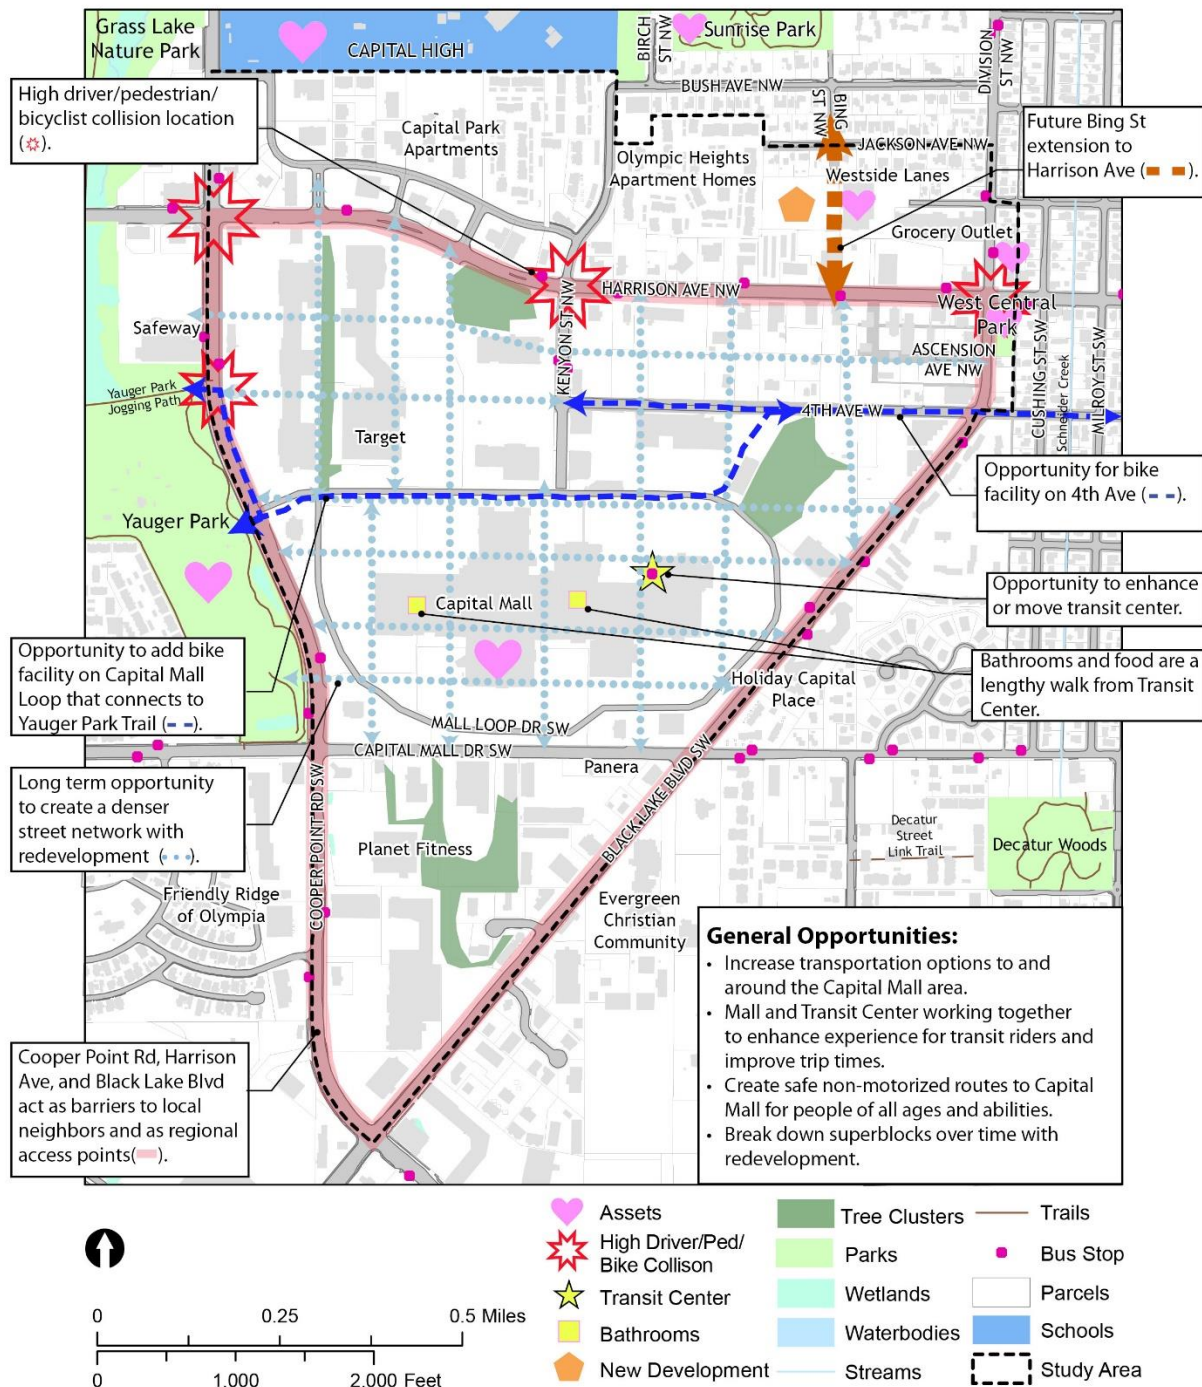 Grass Lake
Nature Park
CAPITAL HIGH
BIRCH
ST NW
Sunrise Park
DIVISION
ST NW
BUSH AVE NW
BING
ST NW
JACKSON AVE NW
High driver/pedestrian/
bicyclist collision location
( ).
Capital Park
Apartments
Olympic Heights
Apartment Homes
Westside Lanes
Future Bing St
extension to
Harrison Ave ( ).
Grocery Outlet
HARRISON AVE NW
West Central
Park
Safeway
KENYON ST NW
ASCENSION
AVE NW
CUSHING ST SW
Schneider Creek
MILROY ST SW
Yauger Park
Jogging Path
4TH AVE W
Target
Opportunity for bike
facility on 4th Ave ( ).
Yauger Park
Opportunity to enhance
or move transit center.
Capital Mall
Opportunity to add bike
facility on Capital Mall
Loop that connects to
Yauger Park Trail ( ).
Bathrooms and food are a
lengthy walk from Transit
Center.
Holiday Capital
Place
MALL LOOP DR SW
CAPITAL MALL DR SW
Panera
Long term opportunity
to create a denser
street network with
redevelopment ( ).
COOPER POINT RD SW
BLACK LAKE BLVD SW
Planet Fitness
Decatur
Street
Link Trail
Decatur Woods
Friendly Ridge
of Olympia
Evergreen
Christian
Community
Cooper Point Rd, Harrison
Ave, and Black Lake Blvd
act as barriers to local
neighbors and as regional
access points( ).
General Opportunities:
• Increase transportation options to and
around the Capital Mall area.
• Mall and Transit Center working together
to enhance experience for transit riders and
improve trip times.
• Create safe non-motorized routes to Capital
Mall for people of all ages and abilities.
• Break down superblocks over time with
redevelopment.
0 0.25 0.5 Miles
0 1,000 2,000 Feet
Assets
High Driver/Ped/
Bike Collison
Transit Center
Bathrooms
New Development
Tree Clusters
Parks
Wetlands
Waterbodies
Streams
Trails
Bus Stop
Parcels
Schools
Study Area